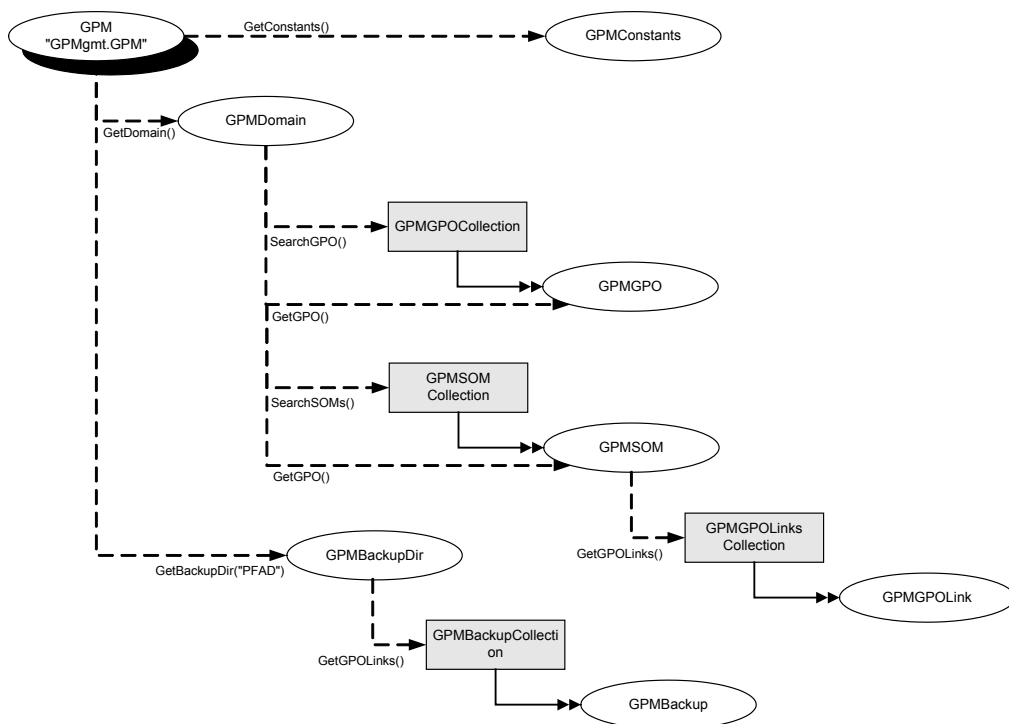 GPM
"GPMgmt.GPM"
GetConstants()
GPMConstants
GetDomain()
GPMDomain
SearchGPO()
GPMGPOCollection
GPMGPO
GetGPO()
SearchSOMs()
GPMSOM
Collection
GPMSOM
GetGPO()
GetGPOLinks()
GPMGPOLinks
Collection
GPMGPOLink
GetBackupDir("PFAD")
GPMBackupDir
GetGPOLinks()
GPMBackupCollecti
on
GPMBackup